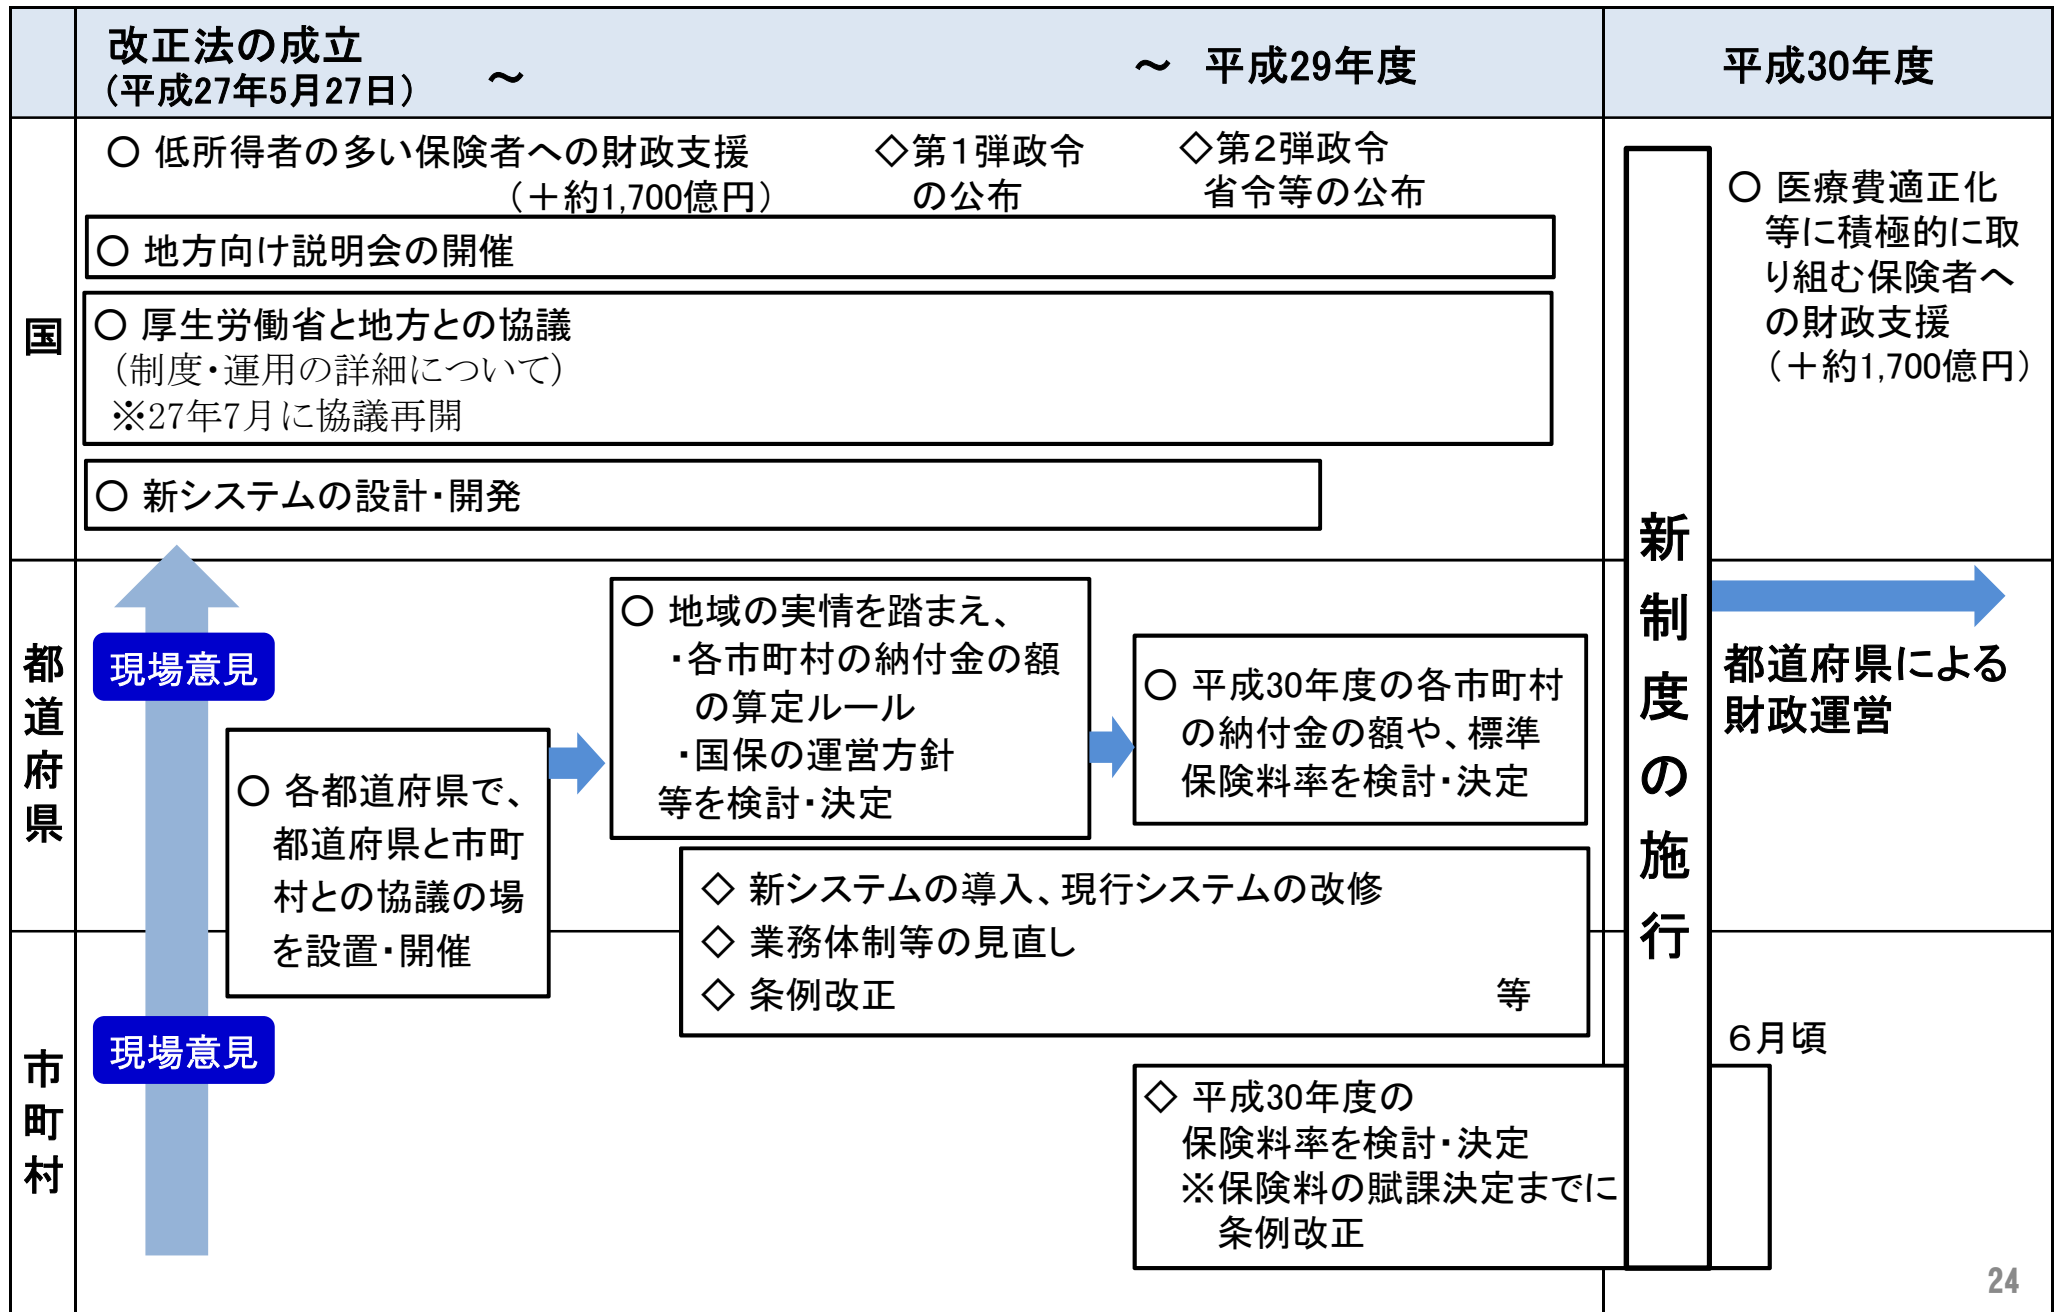 改正法の成立
(平成27年5月27日) ～
～ 平成29年度
平成30年度
国
○ 低所得者の多い保険者への財政支援
（＋約1,700億円）
◇第１弾政令
の公布
◇第２弾政令
省令等の公布
○ 地方向け説明会の開催
○ 厚生労働省と地方との協議
（制度・運用の詳細について）
※27年7月に協議再開
○ 新システムの設計・開発
○ 医療費適正化
等に積極的に取
り組む保険者へ
の財政支援
（＋約1,700億円）
新制度の施行
都道府県
現場意見
○ 各都道府県で、
都道府県と市町
村との協議の場
を設置・開催
○ 地域の実情を踏まえ、
・各市町村の納付金の額
の算定ルール
・国保の運営方針
等を検討・決定
○ 平成30年度の各市町村
の納付金の額や、標準
保険料率を検討・決定
都道府県による
財政運営
◇ 新システムの導入、現行システムの改修
◇ 業務体制等の見直し
◇ 条例改正 等
市町村
現場意見
６月頃
◇ 平成30年度の
保険料率を検討・決定
※保険料の賦課決定までに
条例改正
24